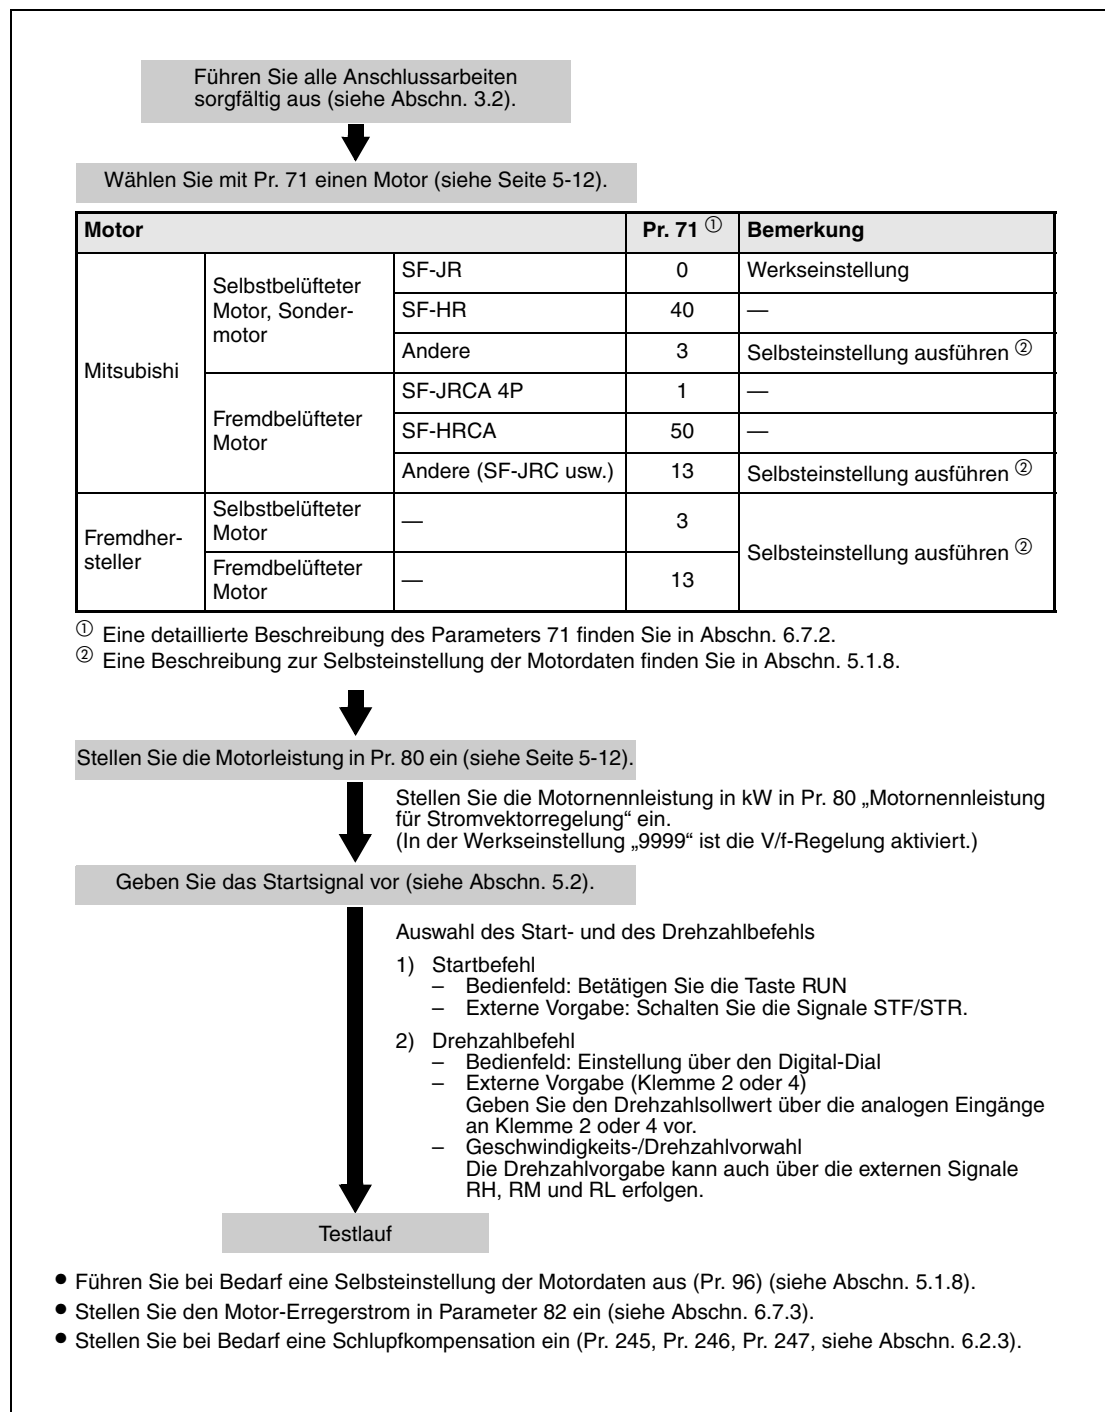 Führen Sie alle Anschlussarbeiten
sorgfältig aus (siehe Abschn. 3.2).
Wählen Sie mit Pr. 71 einen Motor (siehe Seite 5-12).
Motor Pr. 71 ① Bemerkung
Mitsubishi
Selbstbelüfteter
Motor, Sonder-
motor
SF-JR 0 Werkseinstellung
SF-HR 40 —
Andere 3 Selbsteinstellung ausführen ②
Fremdbelüfteter
Motor
SF-JRCA 4P 1 —
SF-HRCA 50 —
Andere (SF-JRC usw.) 13 Selbsteinstellung ausführen ②
Fremdher-
steller
Selbstbelüfteter
Motor
— 3
Selbsteinstellung ausführen ②
Fremdbelüfteter
Motor
— 13
① Eine detaillierte Beschreibung des Parameters 71 finden Sie in Abschn. 6.7.2.
② Eine Beschreibung zur Selbsteinstellung der Motordaten finden Sie in Abschn. 5.1.8.
Stellen Sie die Motorleistung in Pr. 80 ein (siehe Seite 5-12).
Stellen Sie die Motornennleistung in kW in Pr. 80 „Motornennleistung
für Stromvektorregelung“ ein.
(In der Werkseinstellung „9999“ ist die V/f-Regelung aktiviert.)
Geben Sie das Startsignal vor (siehe Abschn. 5.2).
Auswahl des Start- und des Drehzahlbefehls
1) Startbefehl
– Bedienfeld: Betätigen Sie die Taste RUN
– Externe Vorgabe: Schalten Sie die Signale STF/STR.
2) Drehzahlbefehl
– Bedienfeld: Einstellung über den Digital-Dial
– Externe Vorgabe (Klemme 2 oder 4)
Geben Sie den Drehzahlsollwert über die analogen Eingänge
an Klemme 2 oder 4 vor.
– Geschwindigkeits-/Drehzahlvorwahl
Die Drehzahlvorgabe kann auch über die externen Signale
RH, RM und RL erfolgen.
Testlauf
● Führen Sie bei Bedarf eine Selbsteinstellung der Motordaten aus (Pr. 96) (siehe Abschn. 5.1.8).
● Stellen Sie den Motor-Erregerstrom in Parameter 82 ein (siehe Abschn. 6.7.3).
● Stellen Sie bei Bedarf eine Schlupfkompensation ein (Pr. 245, Pr. 246, Pr. 247, siehe Abschn. 6.2.3).